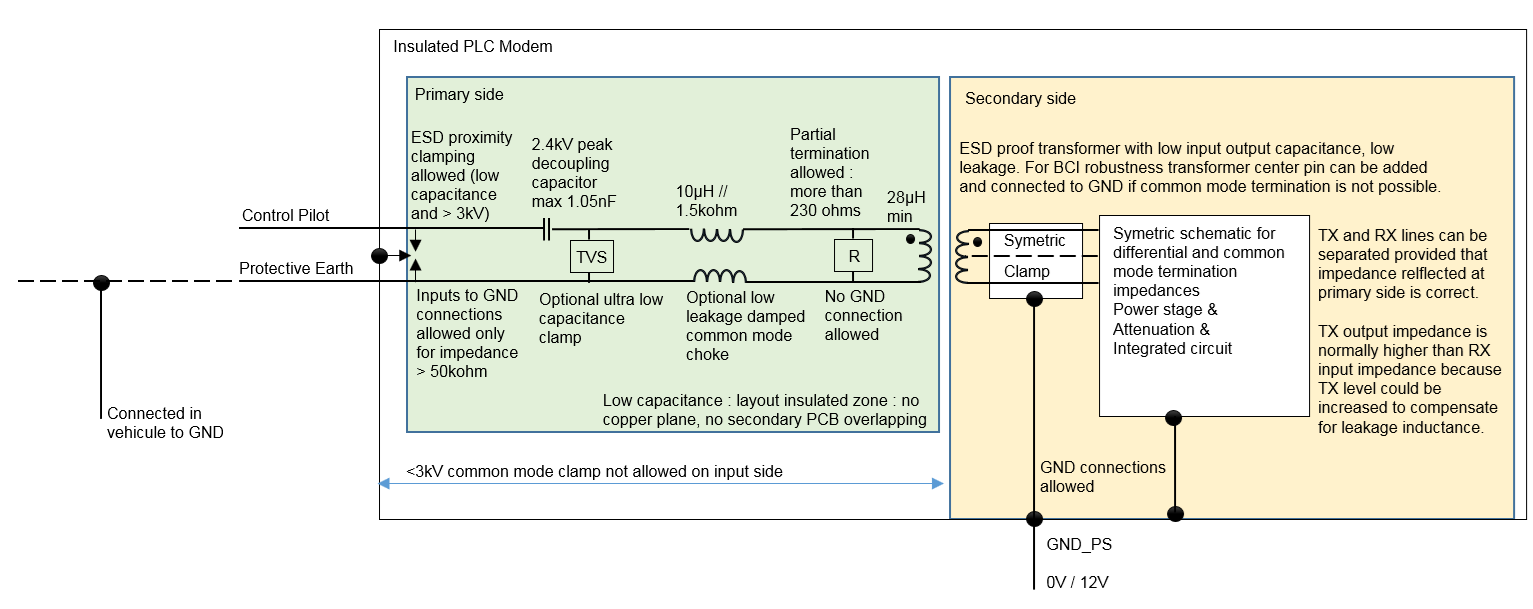 Insulated PLC Modem
Primary side
ESD proximity
clamping
allowed (low
capacitance
and > 3kV)
2.4kV peak
decoupling
capacitor
max 1.05nF
10µH //
1.5kohm
Partial
termination
allowed :
more than
230 ohms
28µH
min
Control Pilot
Protective Earth
TVS
R
Inputs to GND
connections
allowed only
for impedance
> 50kohm
Optional ultra low
capacitance
clamp
Optional low
leakage damped
common mode
choke
No GND
connection
allowed
Low capacitance : layout insulated zone : no
copper plane, no secondary PCB overlapping
Connected in
vehicule to GND
<3kV common mode clamp not allowed on input side
Secondary side
ESD proof transformer with low input output capacitance, low
leakage. For BCI robustness transformer center pin can be added
and connected to GND if common mode termination is not possible.
Symetric
Clamp
Symetric schematic for
differential and common
mode termination
impedances
Power stage &
Attenuation &
Integrated circuit
TX and RX lines can be
separated provided that
impedance relflected at
primary side is correct.
TX output impedance is
normally higher than RX
input impedance because
TX level could be
increased to compensate
for leakage inductance.
GND connections
allowed
GND_PS
0V / 12V